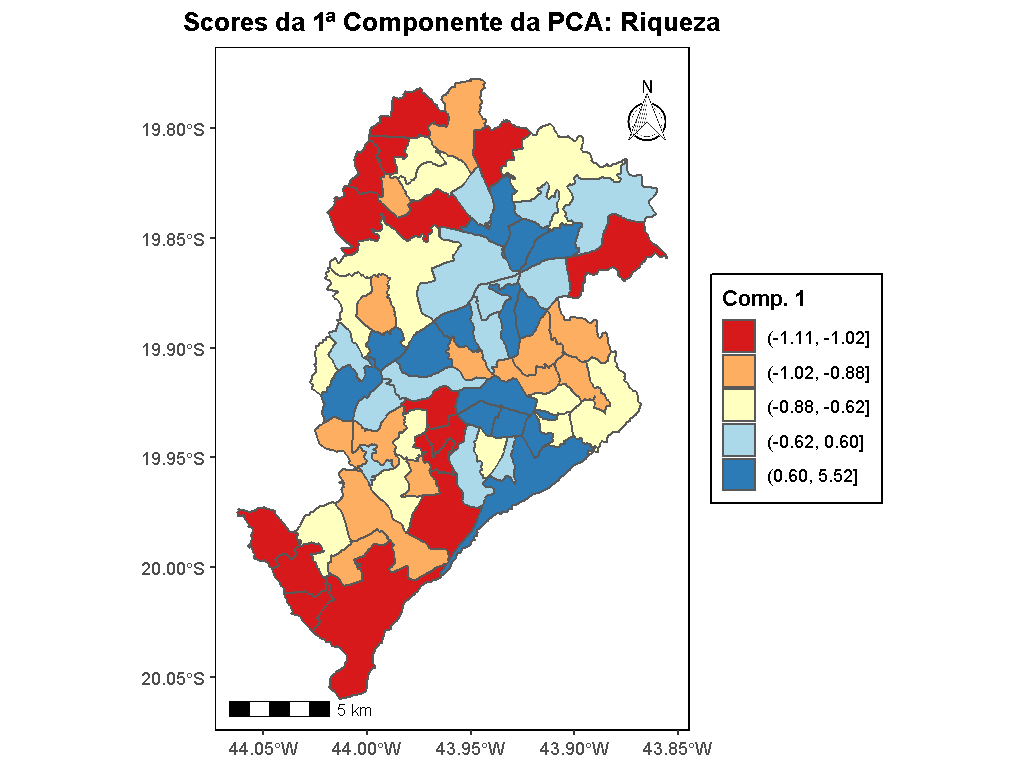 Scores da 1ª Componente da PCA: Riqueza
N
19.80°S
19.85°S
19.90°S
19.95°S
20.00°S
20.05°S
Comp. 1
(-1.11, -1.02]
(-1.02, -0.88]
(-0.88, -0.62]
(-0.62, 0.60]
(0.60, 5.52]
5 km
44.05°W 44.00°W 43.95°W 43.90°W 43.85°W